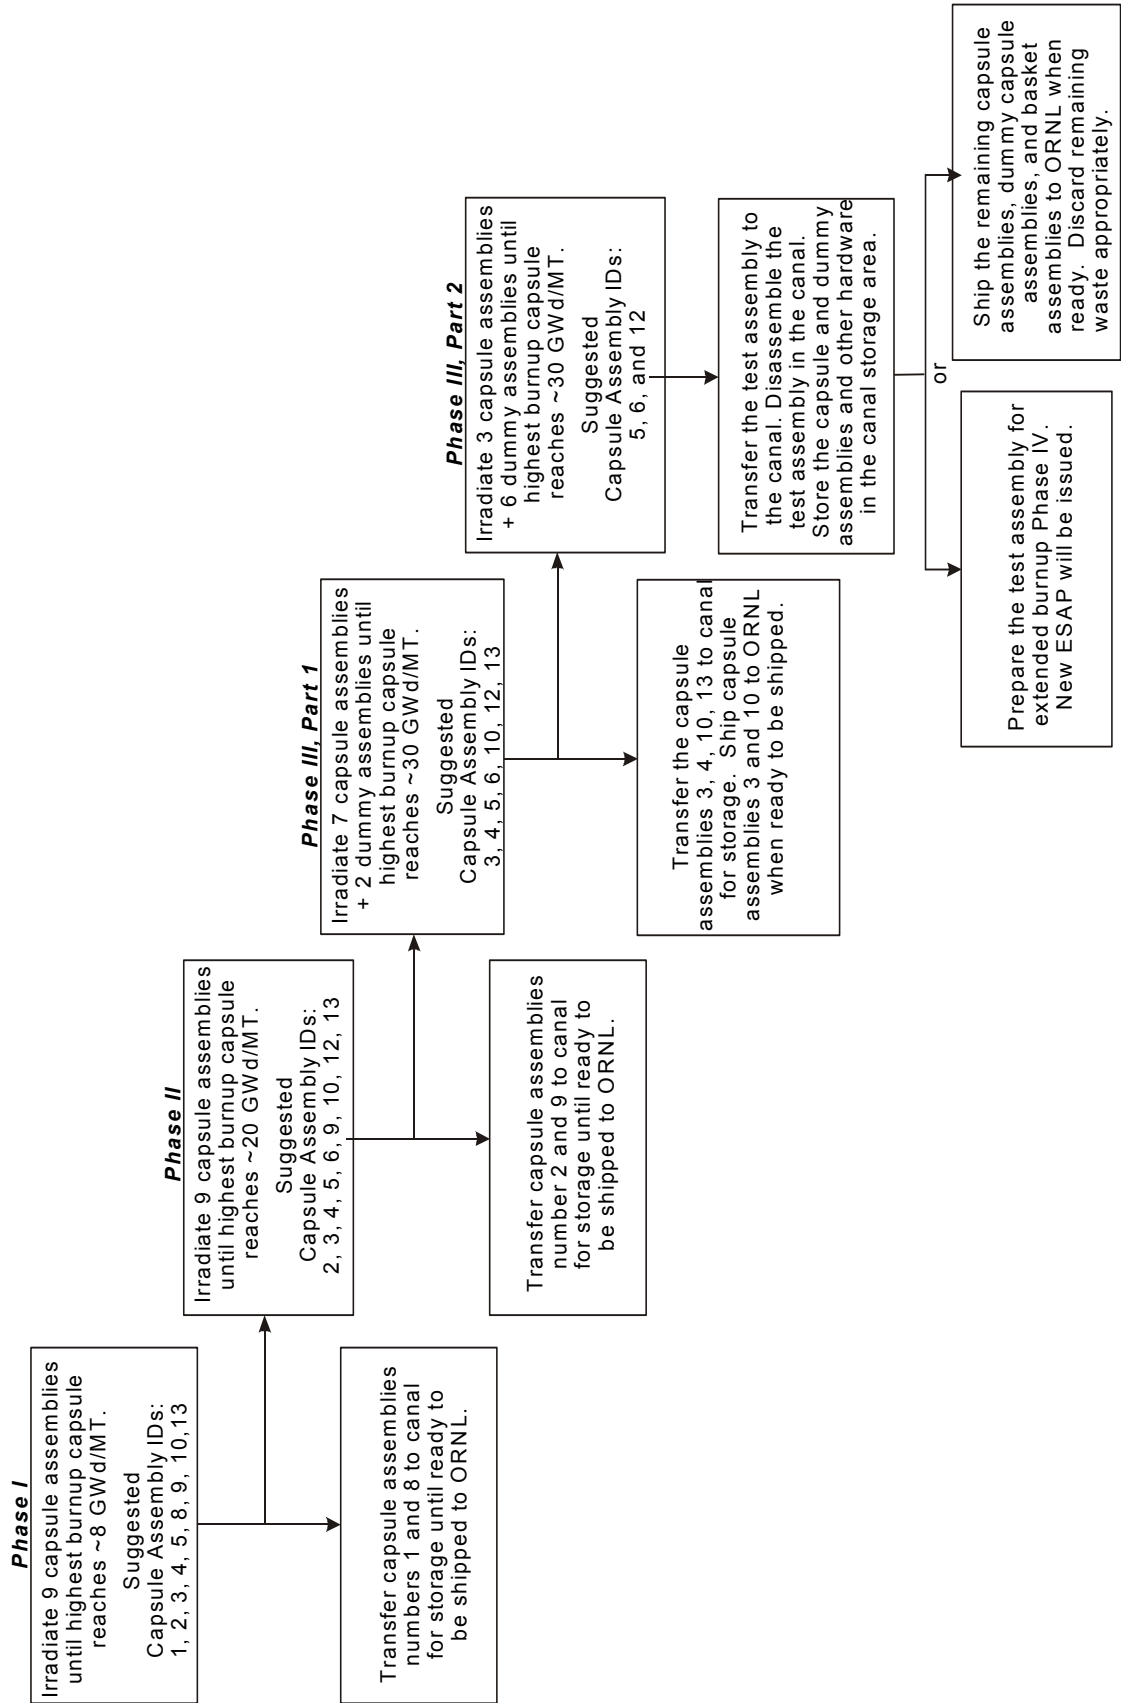 Phase I
Irradiate 9 capsule assemblies
until highest burnup capsule
reaches ~8 GWd/MT.
Suggested
Capsule Assembly IDs:
1, 2, 3, 4, 5, 8, 9, 10,13
Transfer capsule assemblies
numbers 1 and 8 to canal
for storage until ready to
be shipped to ORNL.
Phase II
Irradiate 9 capsule assemblies
until highest burnup capsule
reaches ~20 GWd/MT.
Suggested
Capsule Assembly IDs:
2, 3, 4, 5, 6, 9, 10, 12, 13
Transfer capsule assemblies
number 2 and 9 to canal
for storage until ready to
be shipped to ORNL.
Phase III, Part 1
Irradiate 7 capsule assemblies
+ 2 dummy assemblies until
highest burnup capsule
reaches ~30 GWd/MT.
Suggested
Capsule Assembly IDs:
3, 4, 5, 6, 10, 12, 13
Transfer the capsule
assemblies 3, 4, 10, 13 to canal
for storage. Ship capsule
assemblies 3 and 10 to ORNL
when ready to be shipped.
Phase III, Part 2
Irradiate 3 capsule assemblies
+ 6 dummy assemblies until
highest burnup capsule
reaches ~30 GWd/MT.
Suggested
Capsule Assembly IDs:
5, 6, and 12
Transfer the test assembly to
the canal. Disassemble the
test assembly in the canal.
Store the capsule and dummy
assemblies and other hardware
in the canal storage area.
or
Prepare the test assembly for
extended burnup Phase IV.
New ESAP will be issued.
Ship the remaining capsule
assemblies, dummy capsule
assemblies, and basket
assemblies to ORNL when
ready. Discard remaining
waste appropriately.